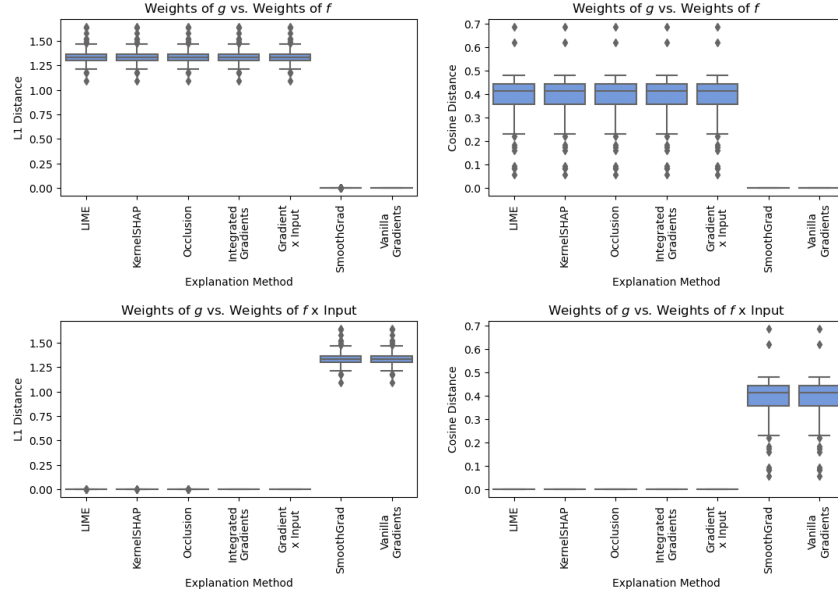 Weights of g vs. Weights of f
L1 Distance
1.50
1.25
1.00
0.75
0.50
0.25
0.00
LIME
KernelSHAP
Occlusion
Integrated
Gradients
Gradient
x Input
SmoothGrad
Vanilla
Gradients
Explanation Method
Weights of g vs. Weights of f
Cosine Distance
0.7
0.6
0.5
0.4
0.3
0.2
0.1
0.0
LIME
KernelSHAP
Occlusion
Integrated
Gradients
Gradient
x Input
SmoothGrad
Vanilla
Gradients
Explanation Method
Weights of g vs. Weights of f x Input
L1 Distance
1.50
1.25
1.00
0.75
0.50
0.25
0.00
LIME
KernelSHAP
Occlusion
Integrated
Gradients
Gradient
x Input
SmoothGrad
Vanilla
Gradients
Explanation Method
Weights of g vs. Weights of f x Input
Cosine Distance
0.7
0.6
0.5
0.4
0.3
0.2
0.1
0.0
LIME
KernelSHAP
Occlusion
Integrated
Gradients
Gradient
x Input
SmoothGrad
Vanilla
Gradients
Explanation Method